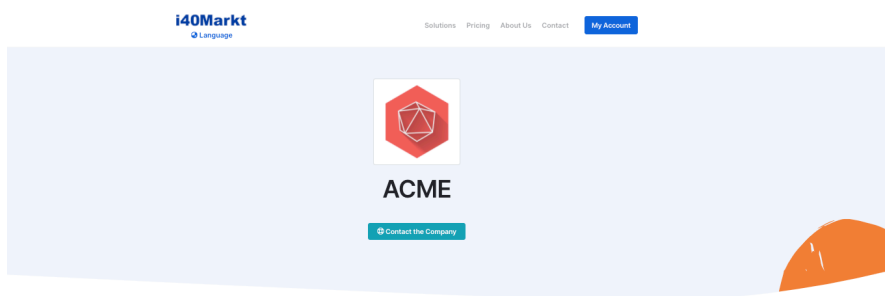 i40Markt
Language
Solutions Pricing About Us Contact My Account
ACME
Contact the Company